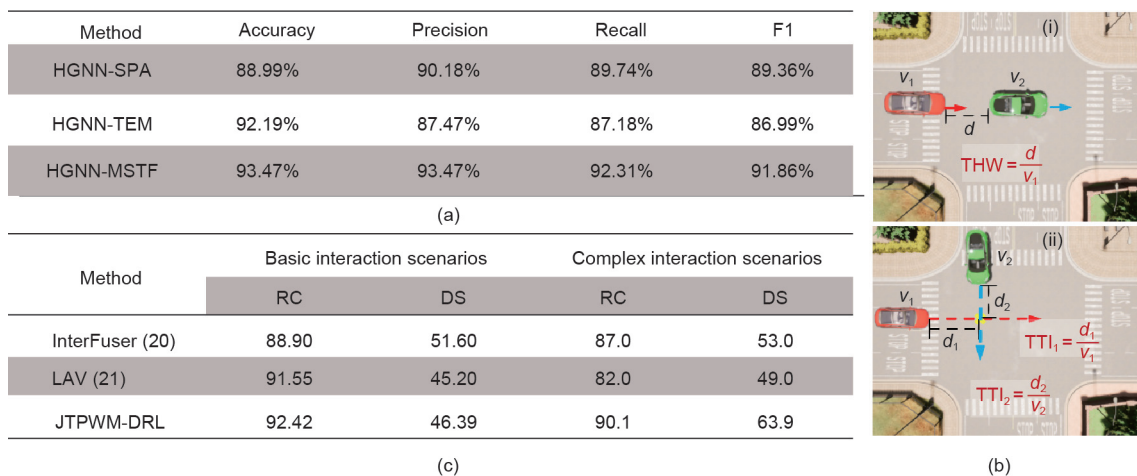 Method Accuracy Precision Recall F1
HGNN-SPA 88.99% 90.18% 89.74% 89.36%
HGNN-TEM 92.19% 87.47% 87.18% 86.99%
HGNN-MSTF 93.47% 93.47% 92.31% 91.86%
(a)
Method Basic interaction scenarios Complex interaction scenarios
RC DS RC DS
InterFuser (20) 88.90 51.60 87.0 53.0
LAV (21) 91.55 45.20 82.0 49.0
JTPWM-DRL 92.42 46.39 90.1 63.9
(c)
(i)
v₁ v₂
d
THW = d/v₁
STOP STOP
(ii)
v₂
v₁ d₂
d₁ TTI₁ = d₁/v₁
TTI₂ = d₂/v₂
STOP STOP
(b)